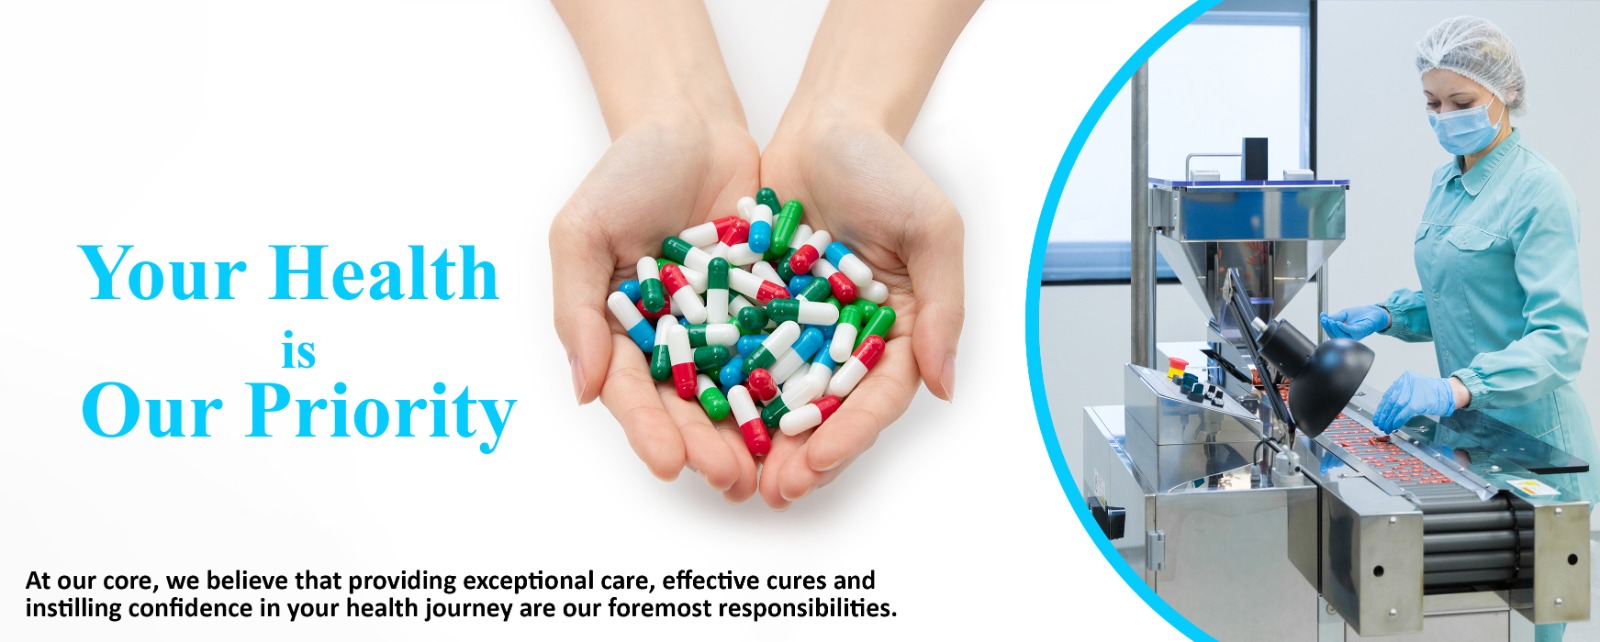 Your Health
is
Our Priority
At our core, we believe that providing exceptional care, effective cures and
instilling confidence in your health journey are our foremost responsibilities.